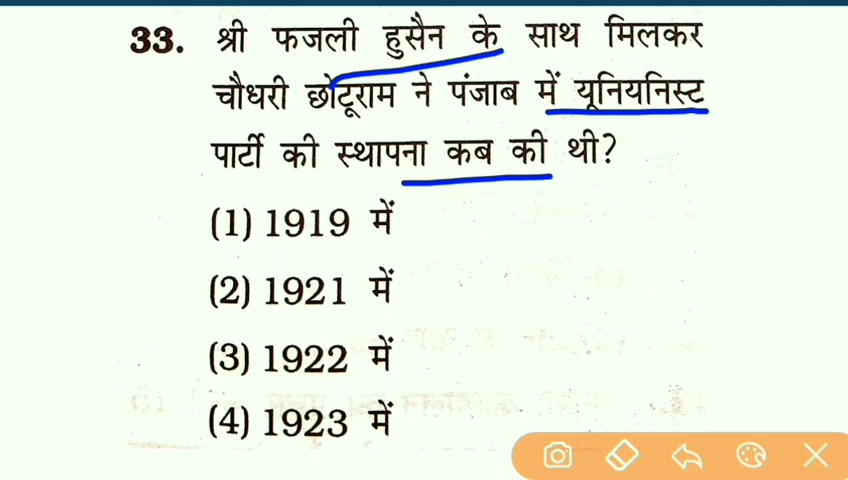 33. श्री फजली हुसैन के साथ मिलकर
चौधरी छोटूराम ने पंजाब में यूनियनिस्ट
पार्टी की स्थापना कब की थी?
(1) 1919 में
(2) 1921 में
(3) 1922 में
(4) 1923 में